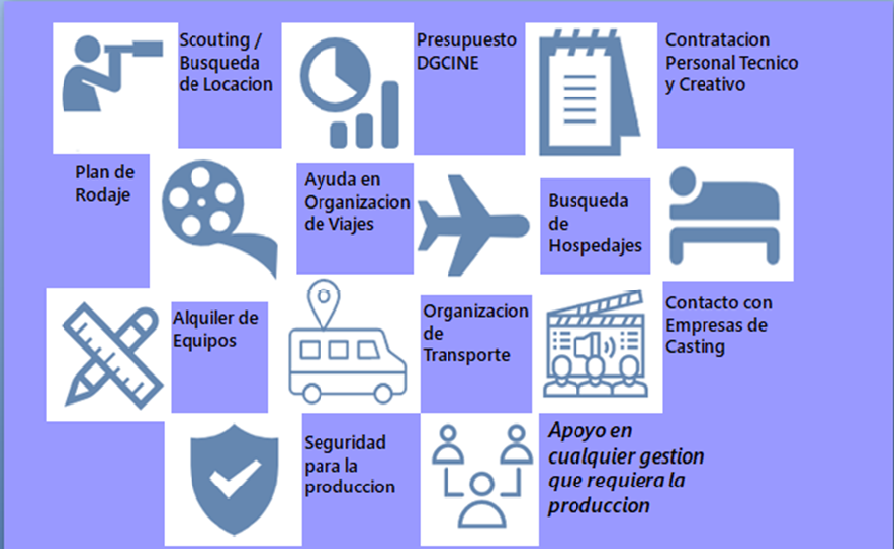 Scouting /
Busqueda
de Locacion
Presupuesto
DGCINE
Contratacion
Personal Tecnico
y Creativo
Plan de
Rodaje
Ayuda en
Organizacion
de Viajes
Busqueda
de
Hospedajes
Alquiler de
Equipos
Organizacion
de
Transporte
Contacto con
Empresas de
Casting
Seguridad
para la
produccion
Apoyo en
cualquier gestion
que requiera la
produccion